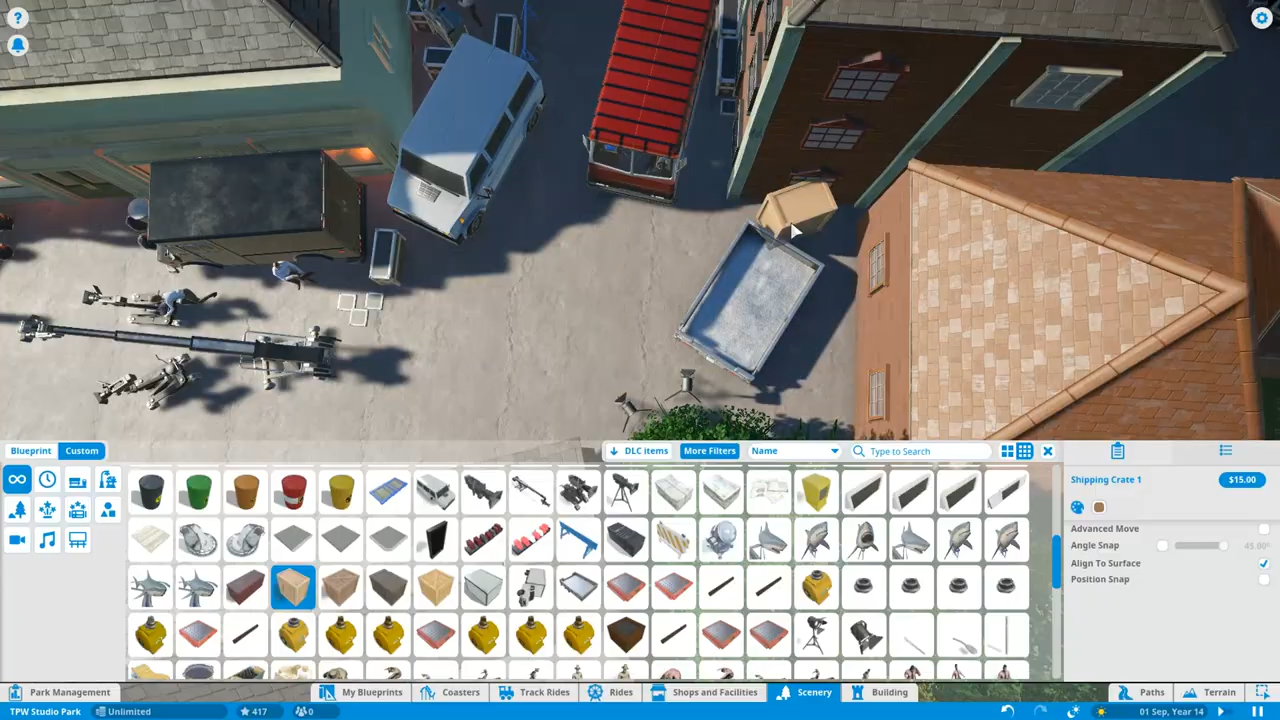 ?
Blueprint Custom DLC items More Filters Name Type to Search
Shipping Crate 1 $15.00
Advanced Move
Angle Snap 45.00°
Align To Surface
Position Snap
Park Management My Blueprints Coasters Track Rides Rides Shops and Facilities Scenery Building Paths Terrain
TPW Studio Park Unlimited 417 0 01 Sep, Year 14